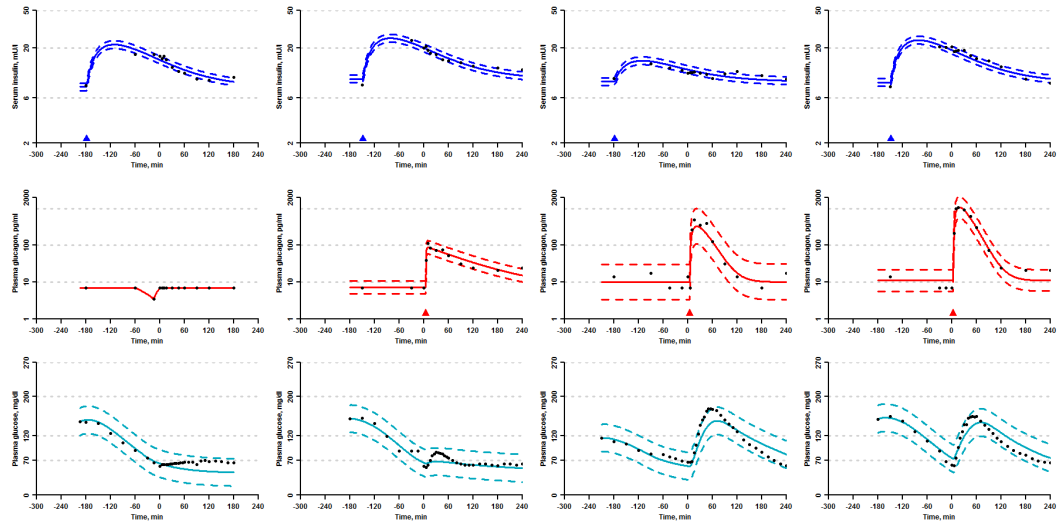 Serum insulin, mU/l
50
20
6
2
-300 -240 -180 -120 -60 0 60 120 180 240
Time, min
Serum insulin, mU/l
50
20
6
2
-300 -240 -180 -120 -60 0 60 120 180 240
Time, min
Serum insulin, mU/l
50
20
6
2
-300 -240 -180 -120 -60 0 60 120 180 240
Time, min
Serum insulin, mU/l
50
20
6
2
-300 -240 -180 -120 -60 0 60 120 180 240
Time, min
Plasma glucagon, pg/ml
2000
100
10
1
-300 -240 -180 -120 -60 0 60 120 180 240
Time, min
Plasma glucagon, pg/ml
2000
100
10
1
-300 -240 -180 -120 -60 0 60 120 180 240
Time, min
Plasma glucagon, pg/ml
2000
100
10
1
-300 -240 -180 -120 -60 0 60 120 180 240
Time, min
Plasma glucagon, pg/ml
2000
100
10
1
-300 -240 -180 -120 -60 0 60 120 180 240
Time, min
Plasma glucose, mg/dl
270
200
120
70
0
-300 -240 -180 -120 -60 0 60 120 180 240
Time, min
Plasma glucose, mg/dl
270
200
120
70
0
-300 -240 -180 -120 -60 0 60 120 180 240
Time, min
Plasma glucose, mg/dl
270
200
120
70
0
-300 -240 -180 -120 -60 0 60 120 180 240
Time, min
Plasma glucose, mg/dl
270
200
120
70
0
-300 -240 -180 -120 -60 0 60 120 180 240
Time, min